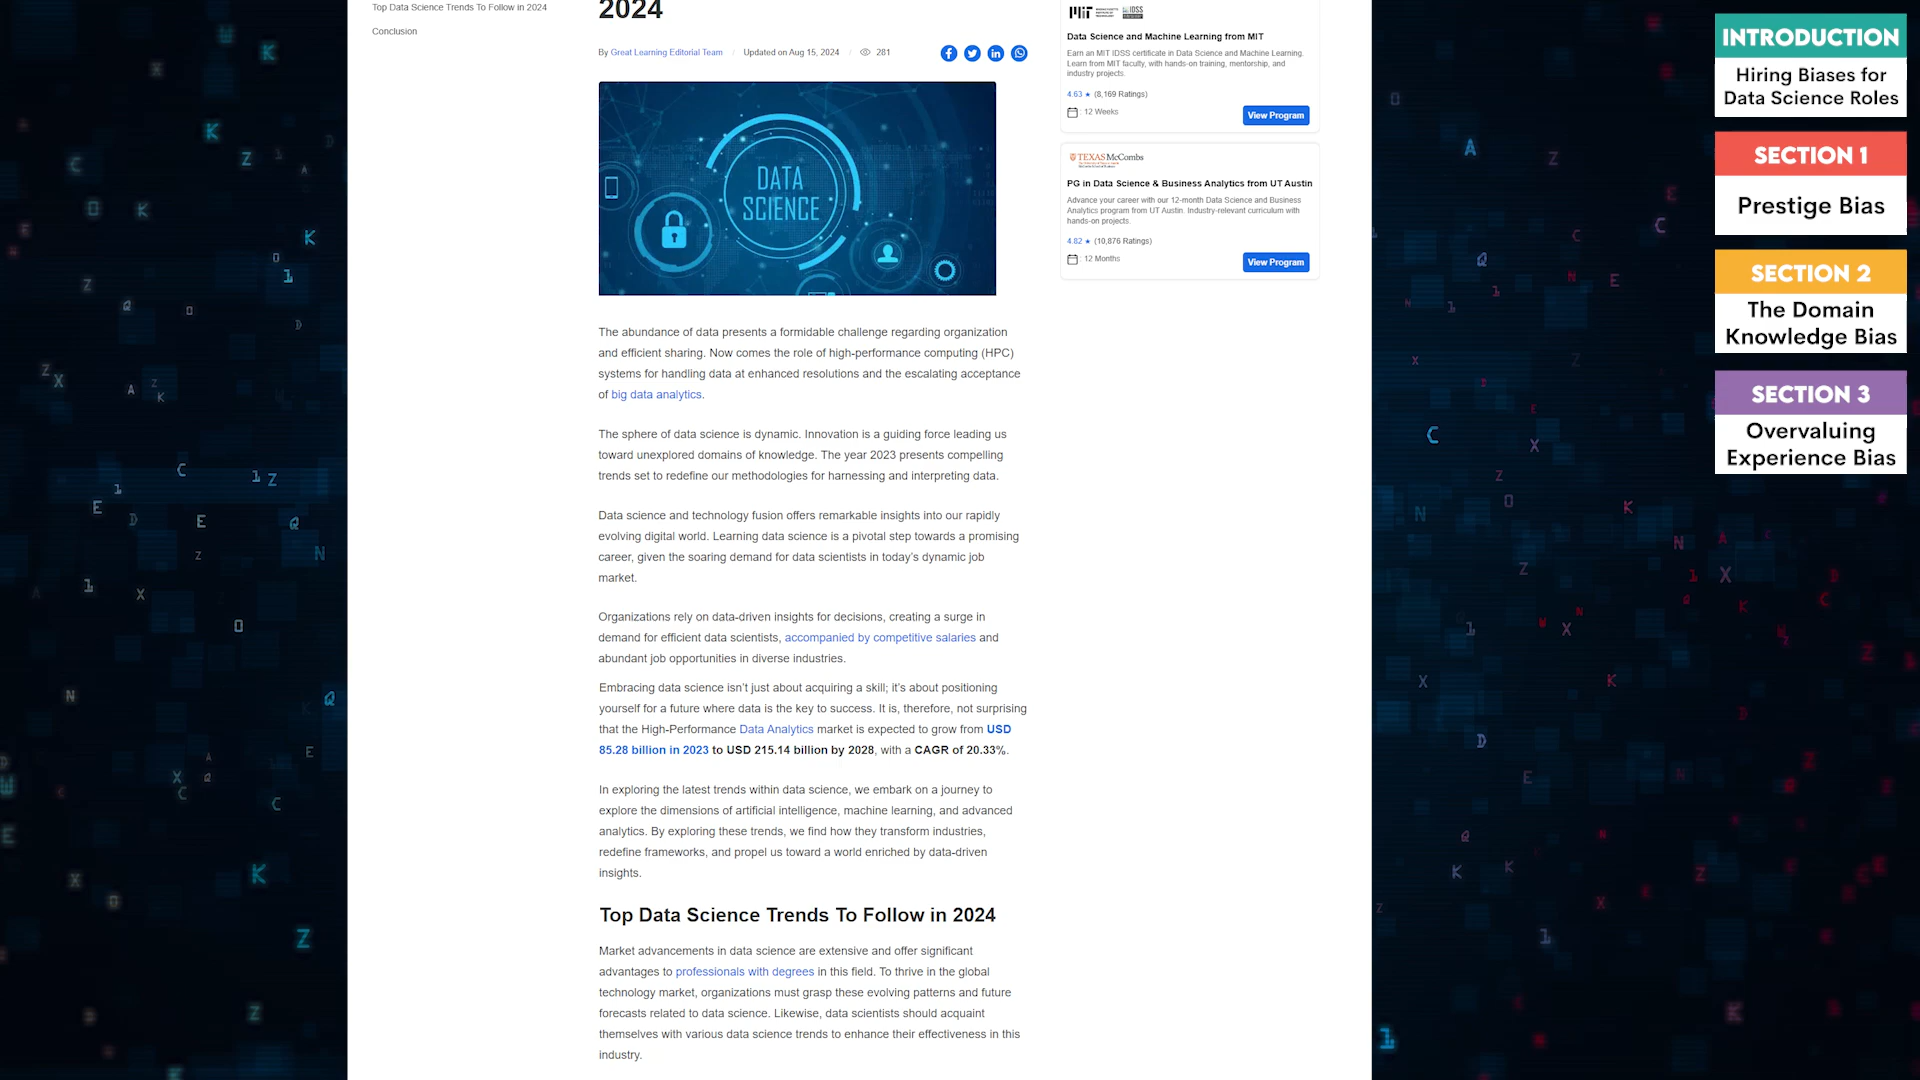 Top Data Science Trends To Follow in 2024
Conclusion
2024
By Great Learning Editorial Team / Updated on Aug 15, 2024 / 281
DATA
SCIENCE
The abundance of data presents a formidable challenge regarding organization
and efficient sharing. Now comes the role of high-performance computing (HPC)
systems for handling data at enhanced resolutions and the escalating acceptance
of big data analytics.
The sphere of data science is dynamic. Innovation is a guiding force leading us
toward unexplored domains of knowledge. The year 2023 presents compelling
trends set to redefine our methodologies for harnessing and interpreting data.
Data science and technology fusion offers remarkable insights into our rapidly
evolving digital world. Learning data science is a pivotal step towards a promising
career, given the soaring demand for data scientists in today’s dynamic job
market.
Organizations rely on data-driven insights for decisions, creating a surge in
demand for efficient data scientists, accompanied by competitive salaries and
abundant job opportunities in diverse industries.
Embracing data science isn’t just about acquiring a skill; it’s about positioning
yourself for a future where data is the key to success. It is, therefore, not surprising
that the High-Performance Data Analytics market is expected to grow from USD
85.28 billion in 2023 to USD 215.14 billion by 2028, with a CAGR of 20.33%.
In exploring the latest trends within data science, we embark on a journey to
explore the dimensions of artificial intelligence, machine learning, and advanced
analytics. By exploring these trends, we find how they transform industries,
redefine frameworks, and propel us toward a world enriched by data-driven
insights.
Top Data Science Trends To Follow in 2024
Market advancements in data science are extensive and offer significant
advantages to professionals with degrees in this field. To thrive in the global
technology market, organizations must grasp these evolving patterns and future
forecasts related to data science. Likewise, data scientists should acquaint
themselves with various data science trends to enhance their effectiveness in this
industry.
MIT IDSS
Data Science and Machine Learning from MIT
Earn an MIT IDSS certificate in Data Science and Machine Learning.
Learn from MIT faculty, with hands-on training, mentorship, and
industry projects.
4.63 ★ (8,169 Ratings)
: 12 Weeks
View Program
TEXAS McCombs
PG in Data Science & Business Analytics from UT Austin
Advance your career with our 12-month Data Science and Business
Analytics program from UT Austin. Industry-relevant curriculum with
hands-on projects.
4.82 ★ (10,876 Ratings)
: 12 Months
View Program
INTRODUCTION
Hiring Biases for
Data Science Roles
SECTION 1
Prestige Bias
SECTION 2
The Domain
Knowledge Bias
SECTION 3
Overvaluing
Experience Bias